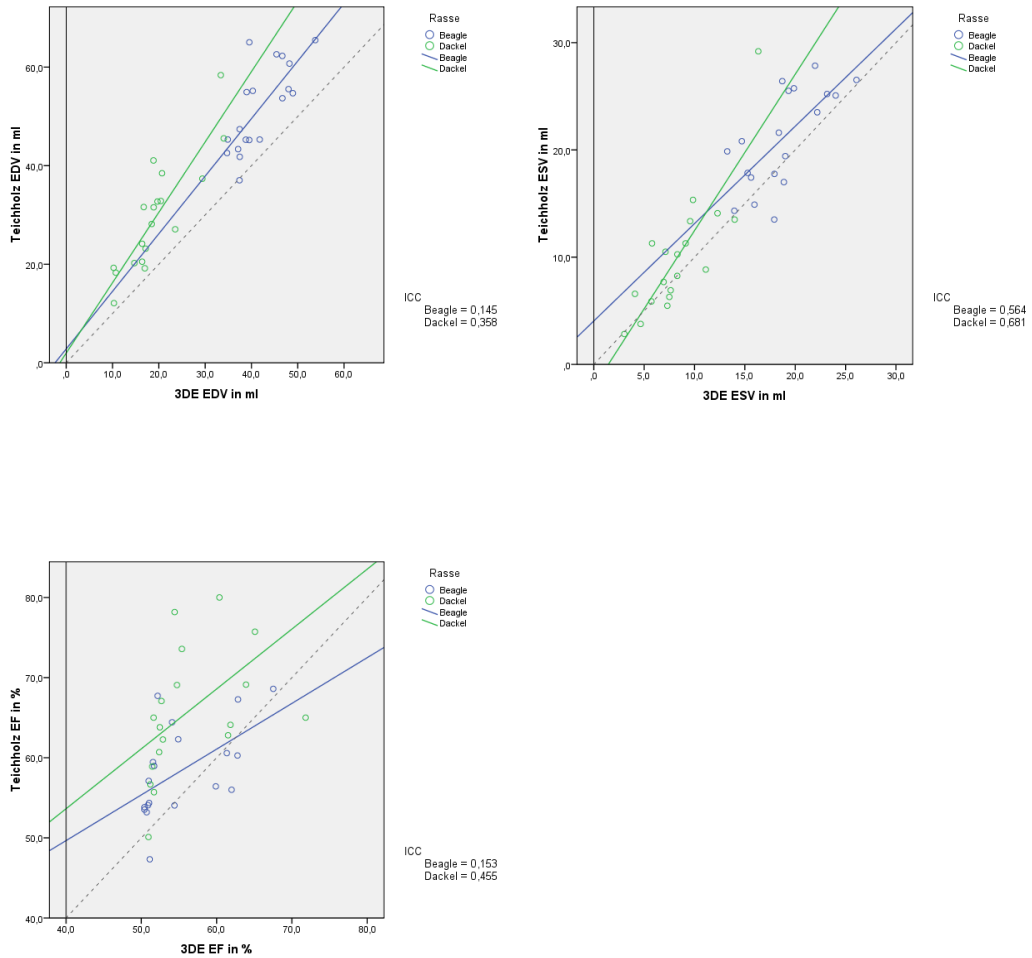 Rasse
Beagle
Dackel
Beagle
Dackel
Teichholz EDV in ml
60,0
40,0
20,0
,0
,0 10,0 20,0 30,0 40,0 50,0 60,0
3DE EDV in ml
ICC
Beagle = 0,145
Dackel = 0,358
Rasse
Beagle
Dackel
Beagle
Dackel
Teichholz ESV in ml
30,0
20,0
10,0
,0
,0 5,0 10,0 15,0 20,0 25,0 30,0
3DE ESV in ml
ICC
Beagle = 0,564
Dackel = 0,681
Rasse
Beagle
Dackel
Beagle
Dackel
Teichholz EF in %
80,0
70,0
60,0
50,0
40,0
40,0 50,0 60,0 70,0 80,0
3DE EF in %
ICC
Beagle = 0,153
Dackel = 0,455